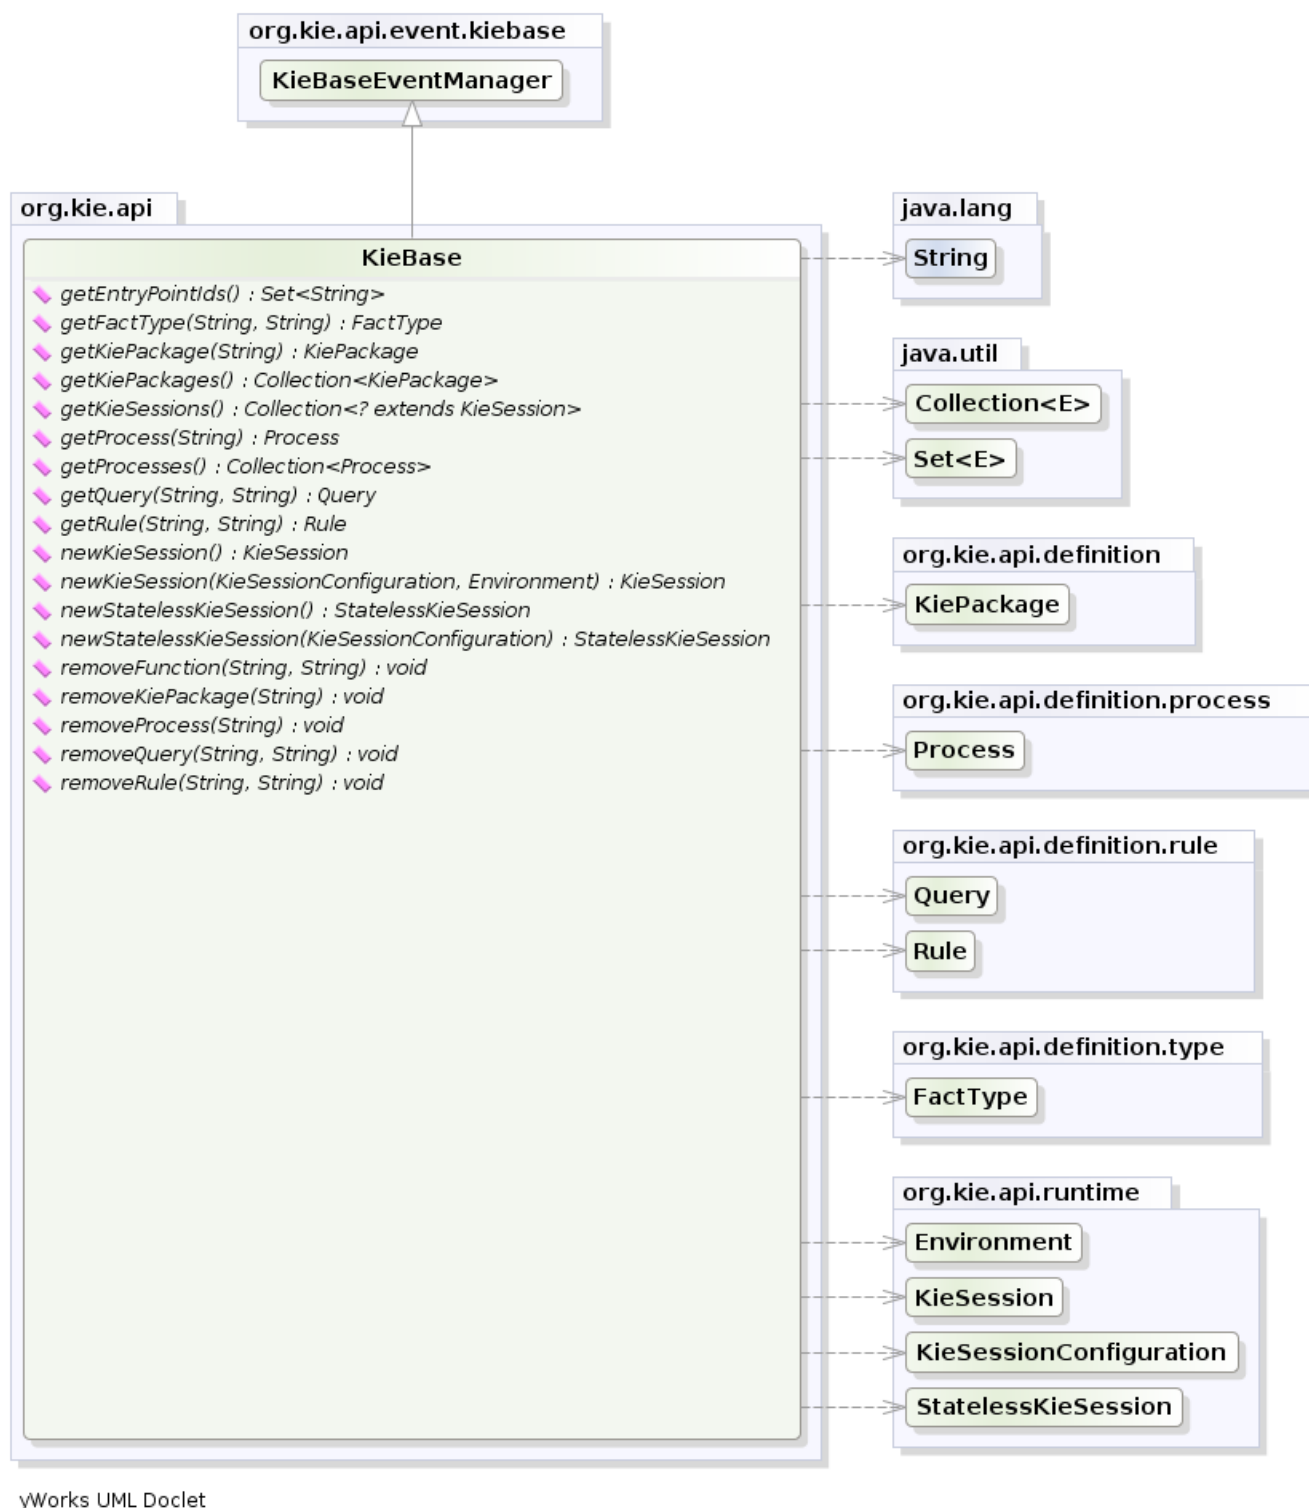 org.kie.api.event.kiebase
KieBaseEventManager
org.kie.api
KieBase
getEntryPointIds() : Set<String>
getFactType(String, String) : FactType
getKiePackage(String) : KiePackage
getKiePackages() : Collection<KiePackage>
getKieSessions() : Collection<? extends KieSession>
getProcess(String) : Process
getProcesses() : Collection<Process>
getQuery(String, String) : Query
getRule(String, String) : Rule
newKieSession() : KieSession
newKieSession(KieSessionConfiguration, Environment) : KieSession
newStatelessKieSession() : StatelessKieSession
newStatelessKieSession(KieSessionConfiguration) : StatelessKieSession
removeFunction(String, String) : void
removeKiePackage(String) : void
removeProcess(String) : void
removeQuery(String, String) : void
removeRule(String, String) : void
java.lang
String
java.util
Collection<E>
Set<E>
org.kie.api.definition
KiePackage
org.kie.api.definition.process
Process
org.kie.api.definition.rule
Query
Rule
org.kie.api.definition.type
FactType
org.kie.api.runtime
Environment
KieSession
KieSessionConfiguration
StatelessKieSession
yWorks UML Doclet